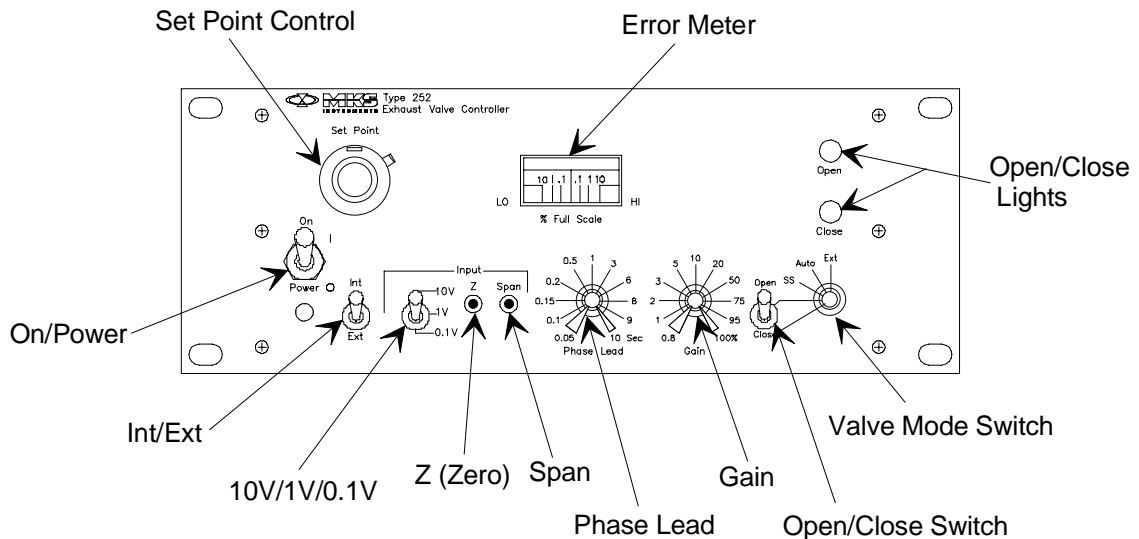 Set Point Control
Error Meter
MKS
INSTRUMENTS
Type 252
Exhaust Valve Controller
Set Point
10 1 .1 .1 1 10
LO
HI
% Full Scale
Open
Close
Open/Close
Lights
On
I
Power
O
Int
Ext
Input
10V
1V
0.1V
Z
Span
0.05
0.1
0.15
0.2
0.5
1
3
6
8
9
10 Sec
Phase Lead
0.8
1
2
3
5
10
20
50
75
95
100%
Gain
Open
Close
SS
Auto
Ext
On/Power
Int/Ext
10V/1V/0.1V
Z (Zero)
Span
Phase Lead
Gain
Open/Close Switch
Valve Mode Switch